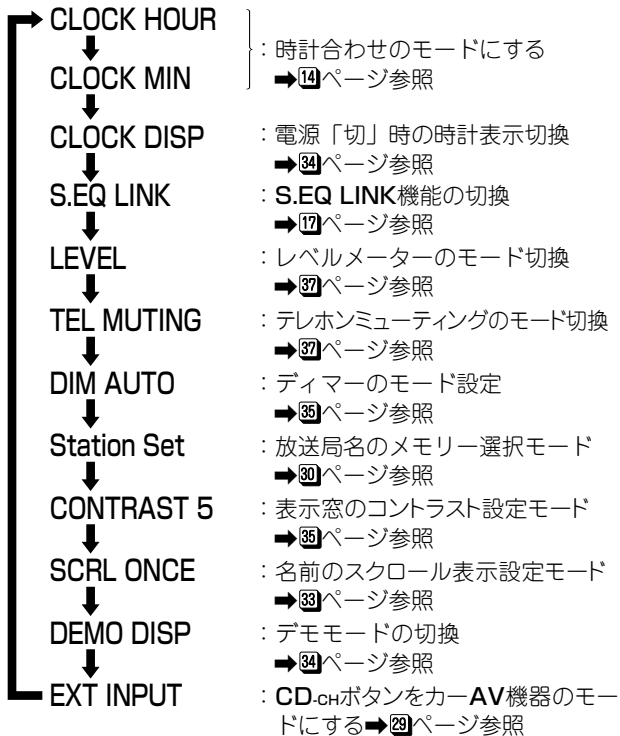 CLOCK HOUR
：時計合わせのモードにする
CLOCK MIN ➡14ページ参照
CLOCK DISP ：電源「切」時の時計表示切換
➡34ページ参照
S.EQ LINK ：S.EQ LINK機能の切換
➡17ページ参照
LEVEL ：レベルメーターのモード切換
➡37ページ参照
TEL MUTING ：テレホンミューティングのモード切換
➡37ページ参照
DIM AUTO ：ディマーのモード設定
➡35ページ参照
Station Set ：放送局名のメモリー選択モード
➡30ページ参照
CONTRAST 5 ：表示窓のコントラスト設定モード
➡35ページ参照
SCRL ONCE ：名前のスクロール表示設定モード
➡33ページ参照
DEMO DISP ：デモモードの切換
➡34ページ参照
EXT INPUT ：CD-CHボタンをカーAV機器のモー
ドにする➡29ページ参照